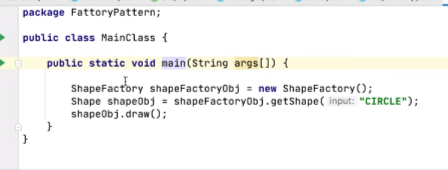 package FattoryPattern;
public class MainClass {
public static void main(String args[]) {
ShapeFactory shapeFactoryObj = new ShapeFactory();
Shape shapeObj = shapeFactoryObj.getShape( input: "CIRCLE");
shapeObj.draw();
}
}